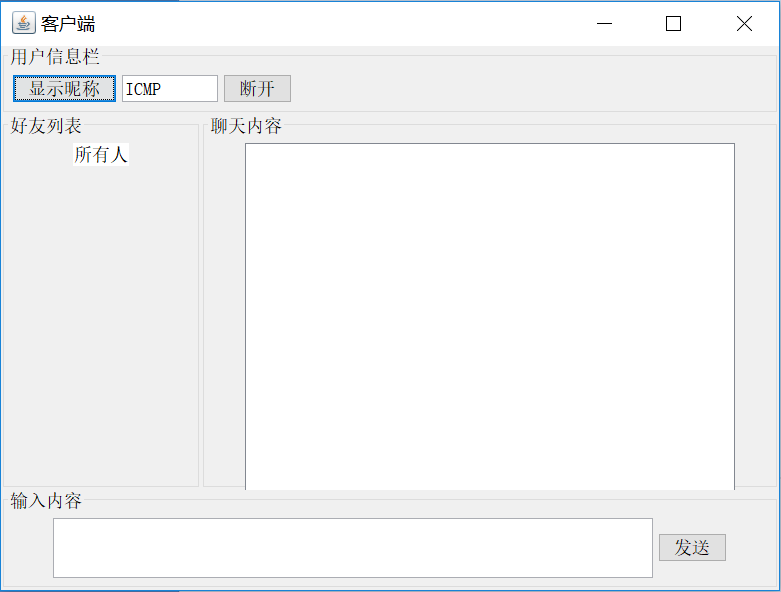 客户端
用户信息栏
显示昵称 ICMP 断开
好友列表 聊天内容
所有人
输入内容
发送